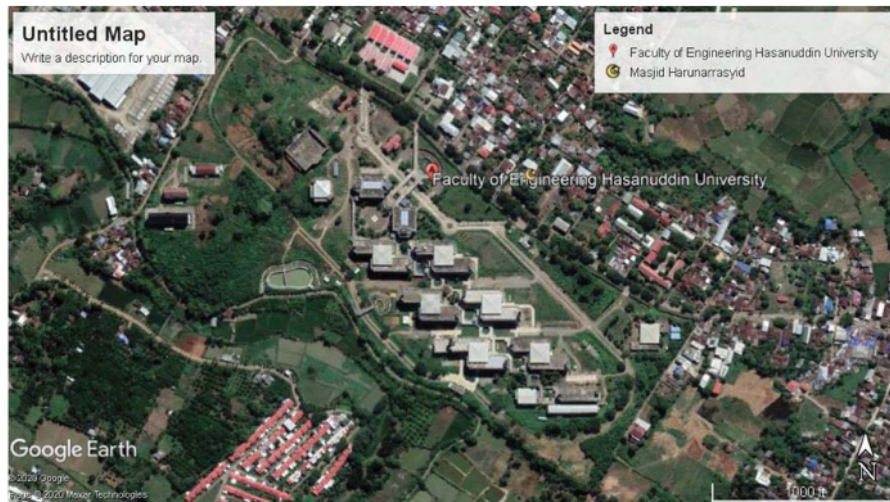 Untitled Map
Write a description for your map.
Legend
Faculty of Engineering Hasanuddin University
Masjid Harunarrasyid
Faculty of Engineering Hasanuddin University
Google Earth
© 2020 Google
Image © 2020 Maxar Technologies
N
1000 ft